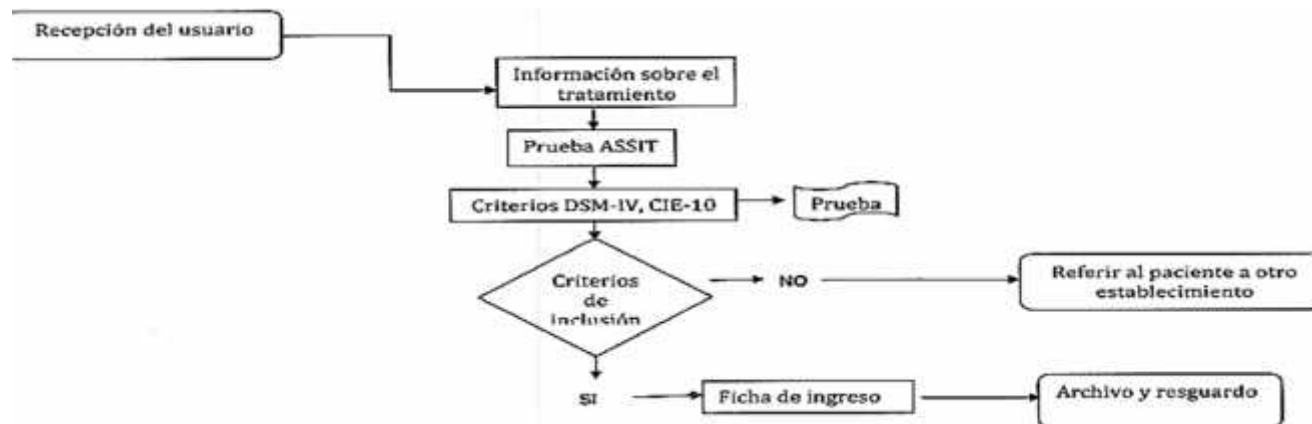 Recepción del usuario
Información sobre el
tratamiento
Prueba ASSIT
Criterios DSM-IV, CIE-10
Prueba
Criterios
de
inclusión
NO
Referir al paciente a otro
establecimiento
SI
Ficha de ingreso
Archivo y resguardo